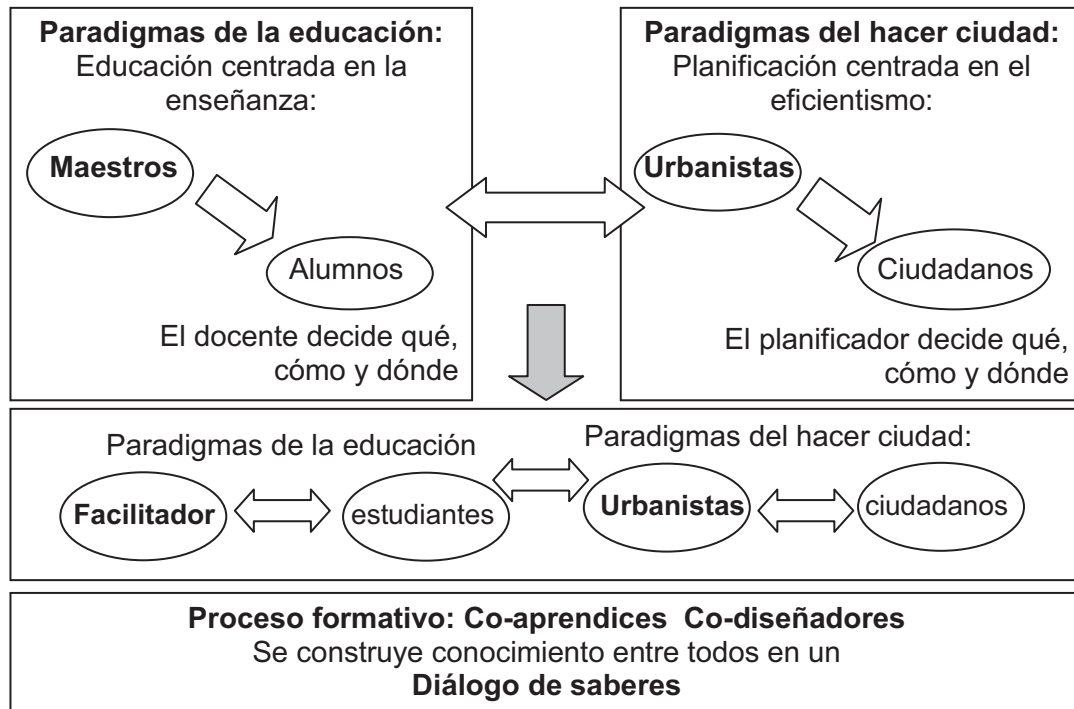 Paradigmas de la educación:
Educación centrada en la
enseñanza:
Maestros
Alumnos
El docente decide qué,
cómo y dónde
Paradigmas del hacer ciudad:
Planificación centrada en el
eficientismo:
Urbanistas
Ciudadanos
El planificador decide qué,
cómo y dónde
Paradigmas de la educación
Paradigmas del hacer ciudad:
Facilitador
estudiantes
Urbanistas
ciudadanos
Proceso formativo: Co-aprendices Co-diseñadores
Se construye conocimiento entre todos en un
Diálogo de saberes